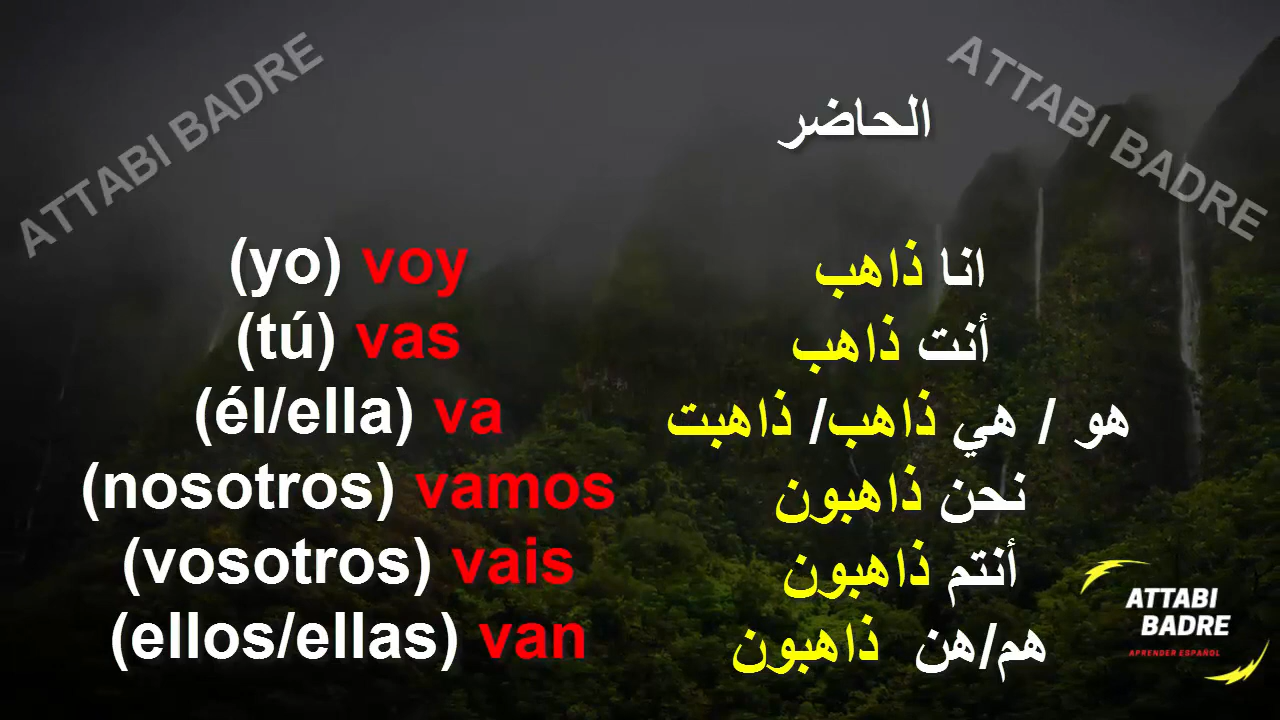 ATTABI BADRE
ATTABI BADRE
الحاضر
(yo) voy
انا ذاهب
(tú) vas
أنت ذاهب
(él/ella) va
هو / هي ذاهب/ ذاهبت
(nosotros) vamos
نحن ذاهبون
(vosotros) vais
أنتم ذاهبون
(ellos/ellas) van
هم/هن ذاهبون
ATTABI
BADRE
APRENDER ESPAÑOL